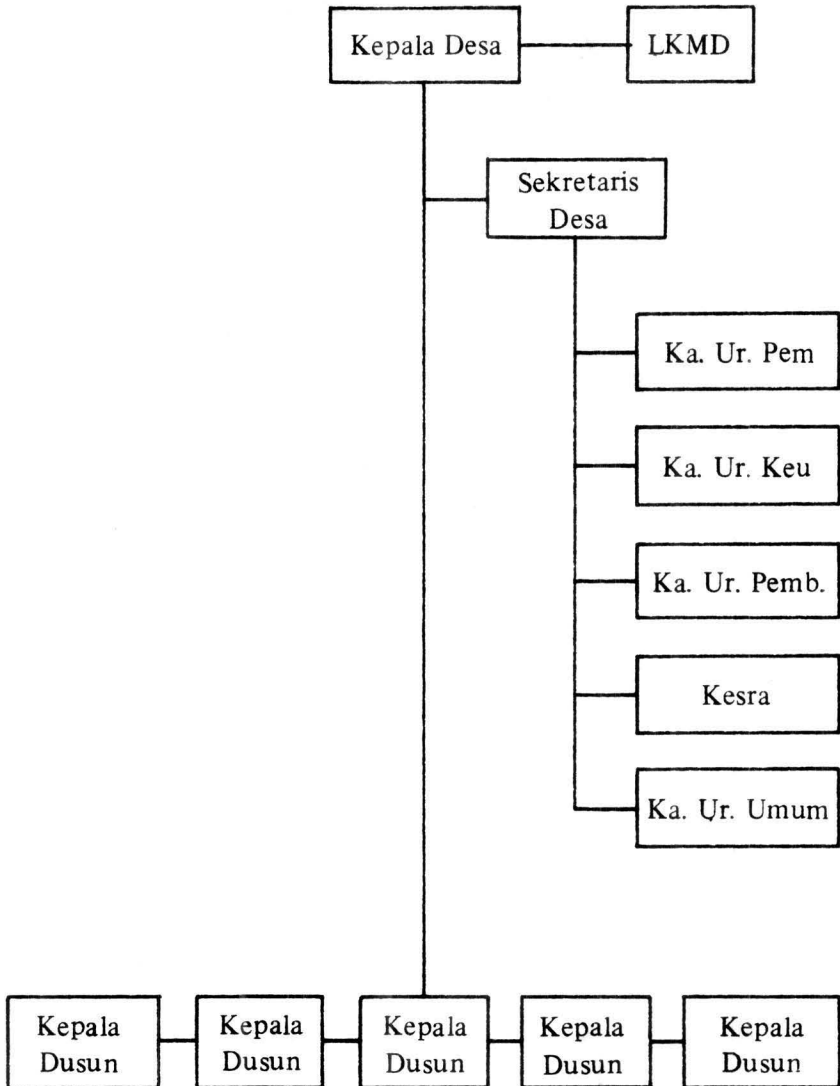 Kepala Desa
LKMD
Sekretaris
Desa
Ka. Ur. Pem
Ka. Ur. Keu
Ka. Ur. Pemb.
Kesra
Ka. Ur. Umum
Kepala
Dusun
Kepala
Dusun
Kepala
Dusun
Kepala
Dusun
Kepala
Dusun